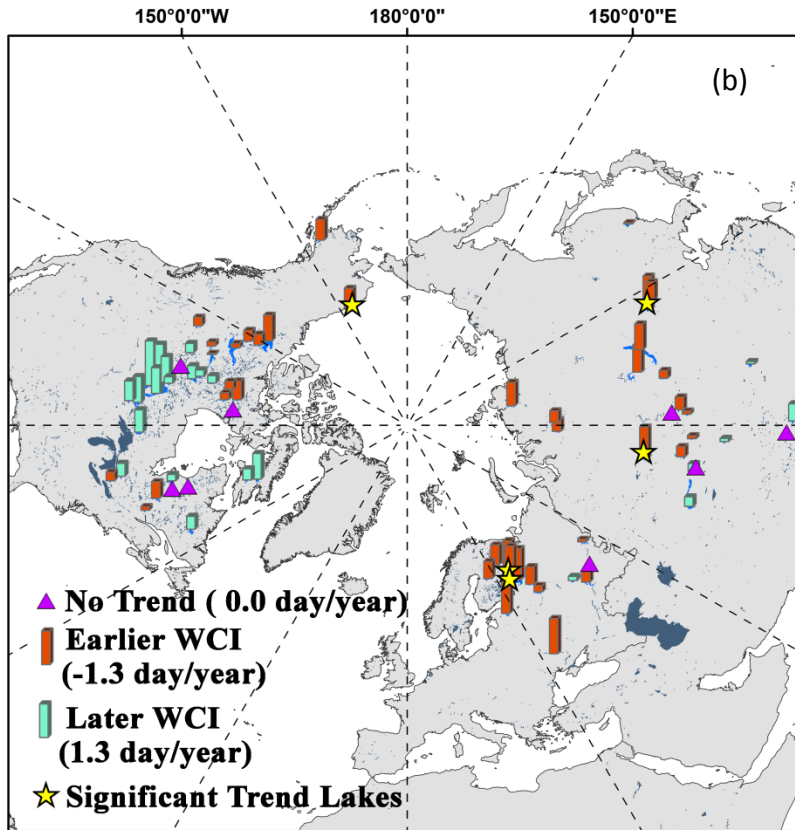 150°0'0"W 180°0'0" 150°0'0"E
(b)
No Trend ( 0.0 day/year)
Earlier WCI
(-1.3 day/year)
Later WCI
(1.3 day/year)
Significant Trend Lakes